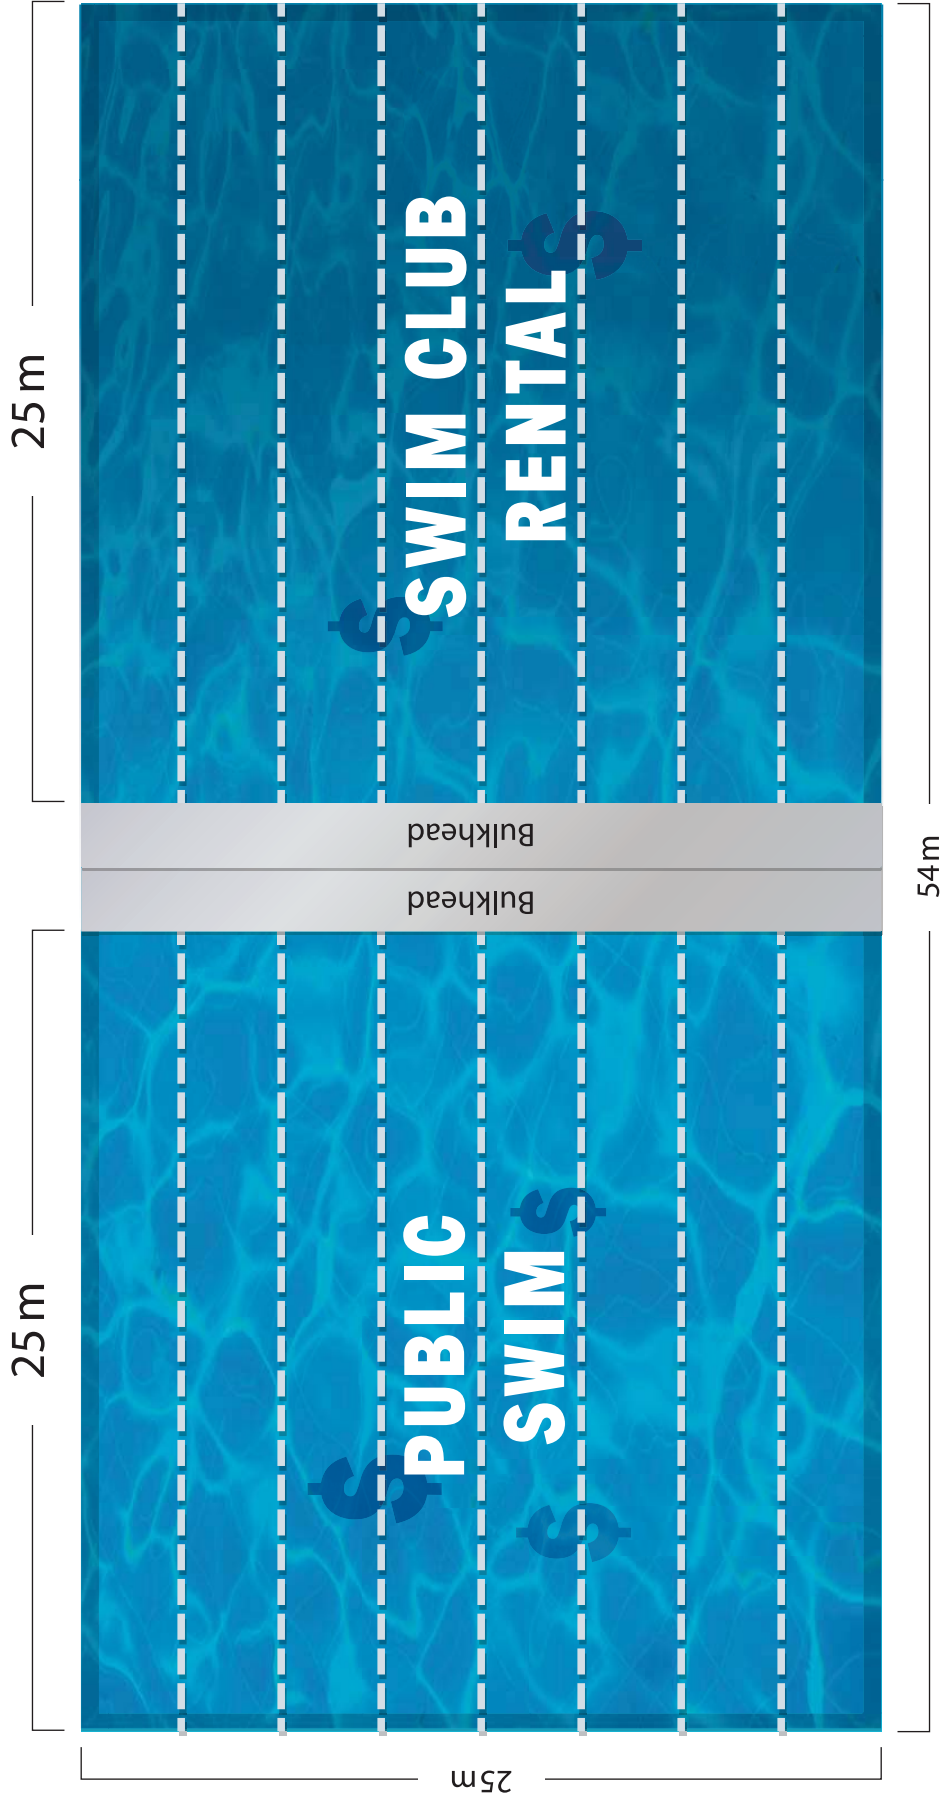 25 m
25 m
PUBLIC
SWIM
$
$
$
Bulkhead
Bulkhead
SWIM CLUB
RENTAL
$
$
25m
54m